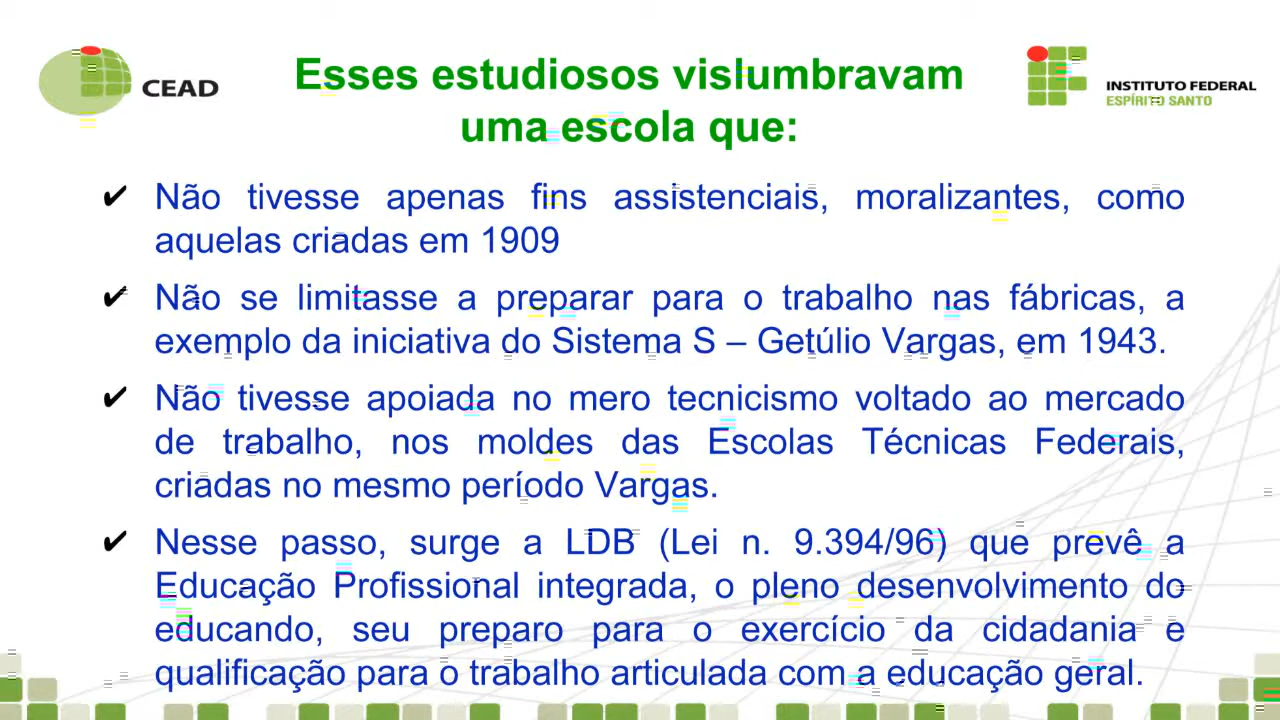 CEAD
Esses estudiosos vislumbravam
uma escola que:
INSTITUTO FEDERAL
ESPÍRITO SANTO
✔ Não tivesse apenas fins assistenciais, moralizantes, como
aquelas criadas em 1909
✔ Não se limitasse a preparar para o trabalho nas fábricas, a
exemplo da iniciativa do Sistema S – Getúlio Vargas, em 1943.
✔ Não tivesse apoiada no mero tecnicismo voltado ao mercado
de trabalho, nos moldes das Escolas Técnicas Federais,
criadas no mesmo período Vargas.
✔ Nesse passo, surge a LDB (Lei n. 9.394/96) que prevê a
Educação Profissional integrada, o pleno desenvolvimento do
educando, seu preparo para o exercício da cidadania e
qualificação para o trabalho articulada com a educação geral.